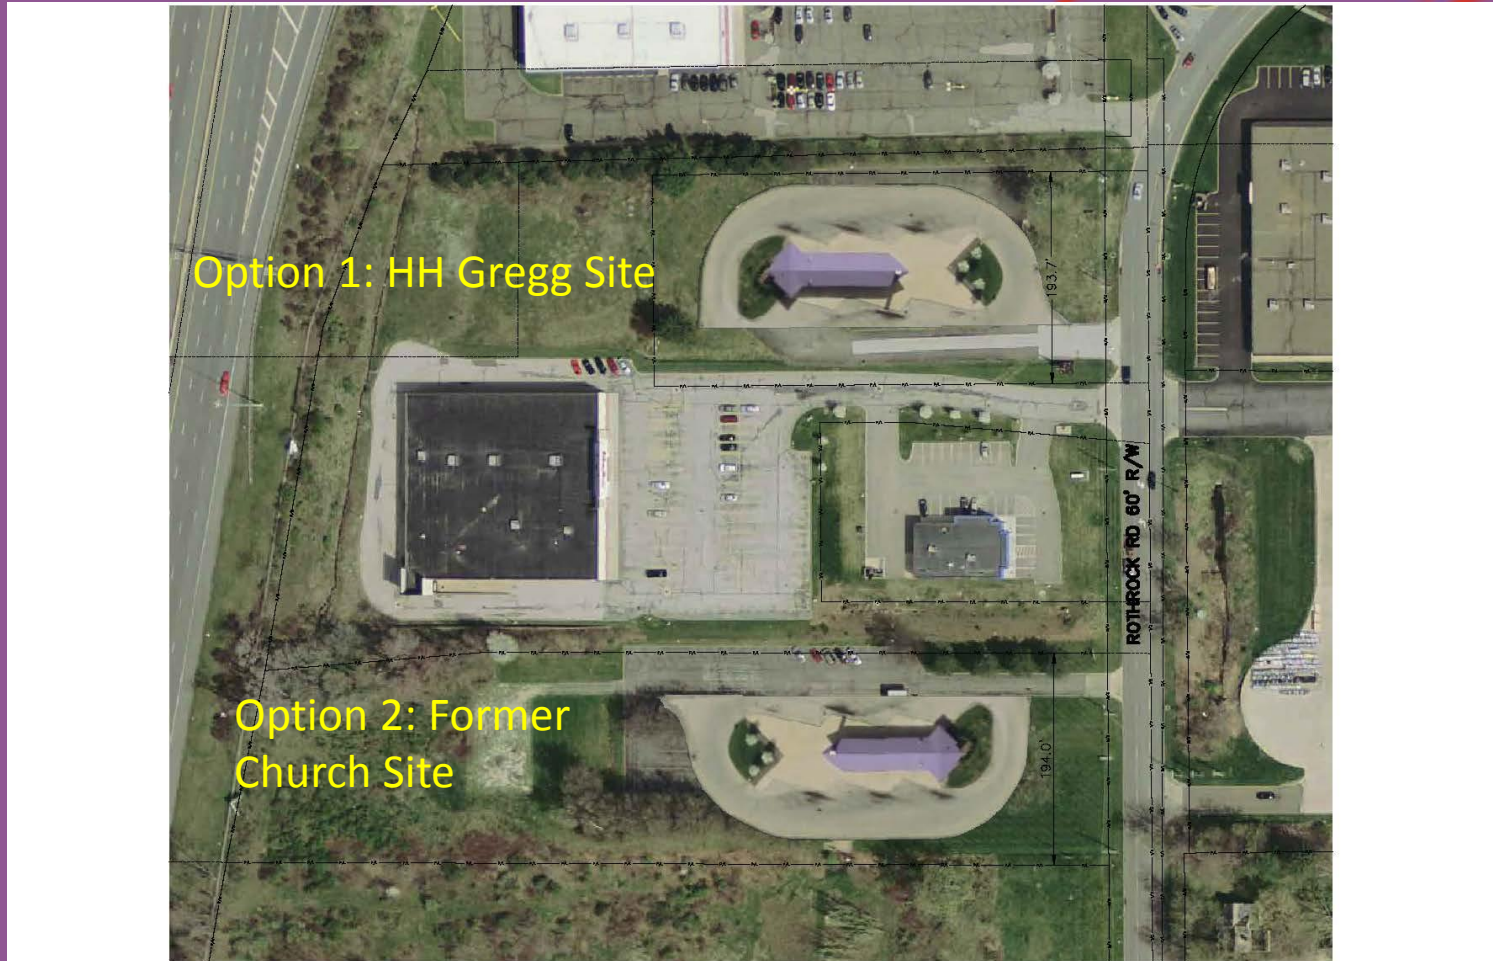 Option 1: HH Gregg Site
193.7'
ROTHROCK RD 60' R/W
Option 2: Former
Church Site
194.0'